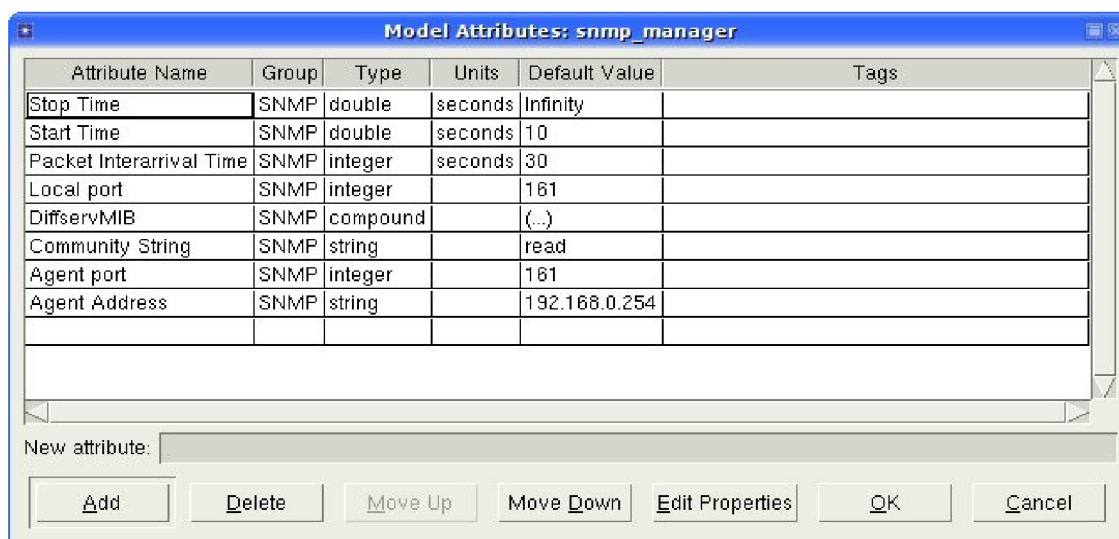 Model Attributes: snmp_manager
Attribute Name Group Type Units Default Value Tags
Stop Time SNMP double seconds Infinity
Start Time SNMP double seconds 10
Packet Interarrival Time SNMP integer seconds 30
Local port SNMP integer 161
DiffservMIB SNMP compound (...)
Community String SNMP string read
Agent port SNMP integer 161
Agent Address SNMP string 192.168.0.254
New attribute:
Add Delete Move Up Move Down Edit Properties OK Cancel